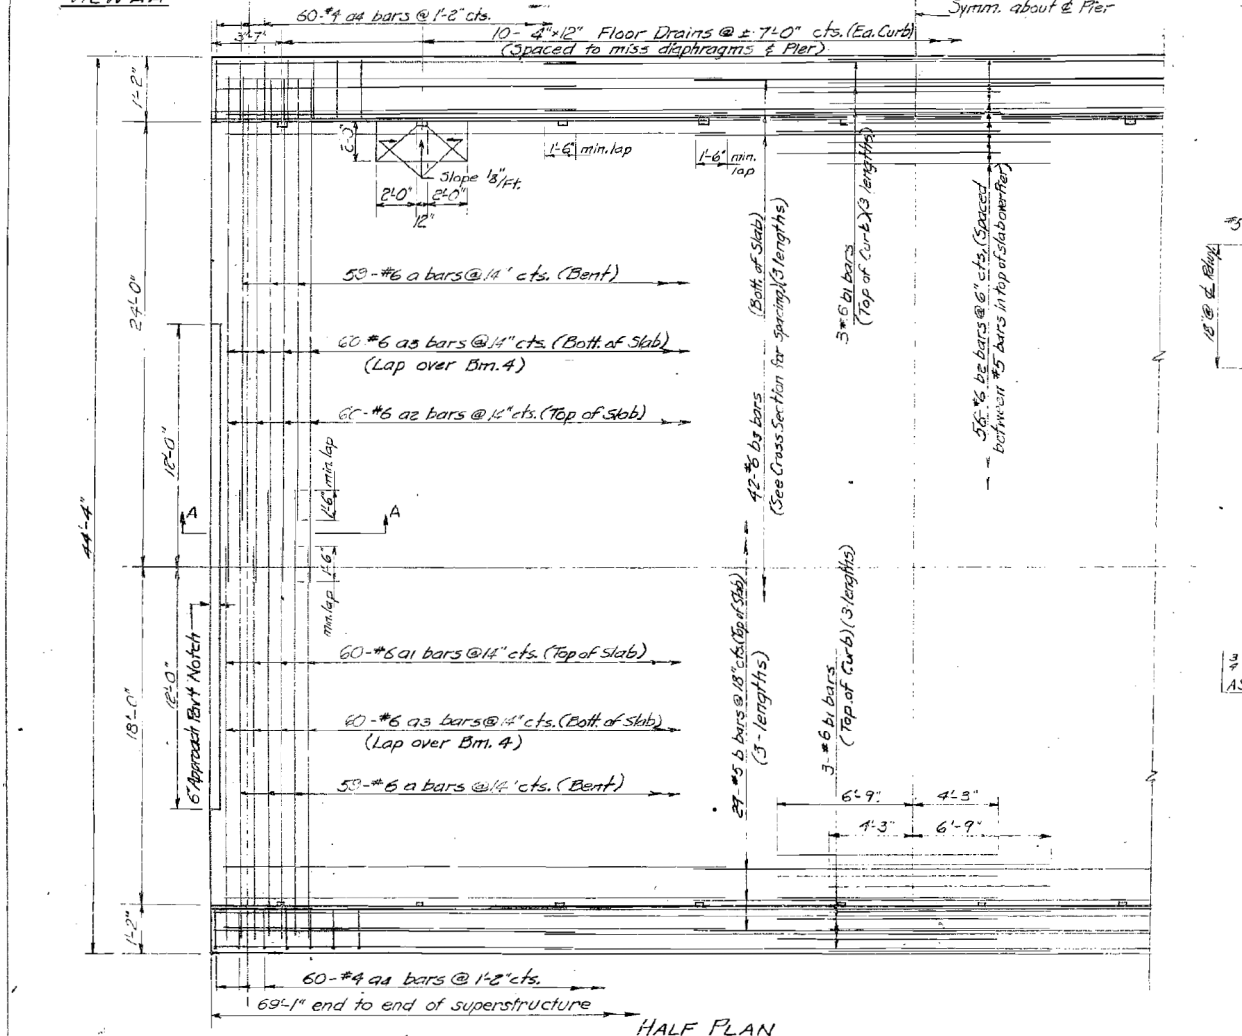 VIEW AA
60-#4 a4 bars @ 1'-2" cts.
Symm. about ℄ Pier
3'-7"
10- 4"x12" Floor Drains @ ± 7'-0" cts. (Ea. Curb)
(Spaced to miss diaphragms & Pier)
1'-2"
2'-0"
1'-6" min. lap
1'-6" min.
lap
Slope 1/8"/Ft.
2'-0" 2'-0"
12"
24'-0"
59-#6 a bars @ 14" cts. (Bent)
60-#6 a3 bars @ 14" cts. (Bott. of Slab)
(Lap over Bm. 4)
60-#6 a2 bars @ 14" cts. (Top of Slab)
12'-0"
1'-6" min. lap
A A
44'-4"
min. lap 1'-6"
6" Approach Pav't Notch
60-#6 a1 bars @ 14" cts. (Top of Slab)
18'-0"
12'-0"
60-#6 a3 bars @ 14" cts. (Bott. of Slab)
(Lap over Bm. 4)
59-#6 a bars @ 14" cts. (Bent)
42-#6 b3 bars (Bott. of Slab)
(See Cross Section for Spacing)(3 lengths)
3-#6 b1 bars
(Top of Curb)(3 lengths)
56-#6 b2 bars @ 6" cts. (Spaced
between #5 bars in top of slab over Pier)
29-#5 b bars @ 18" cts. (Top of Slab)
(3-lengths)
3-#6 b1 bars
(Top of Curb)(3-lengths)
6'-9" 4'-3"
4'-3" 6'-9"
1'-2"
60-#4 a4 bars @ 1'-2" cts.
69'-1" end to end of superstructure
HALF PLAN
#5
18" @ ℄